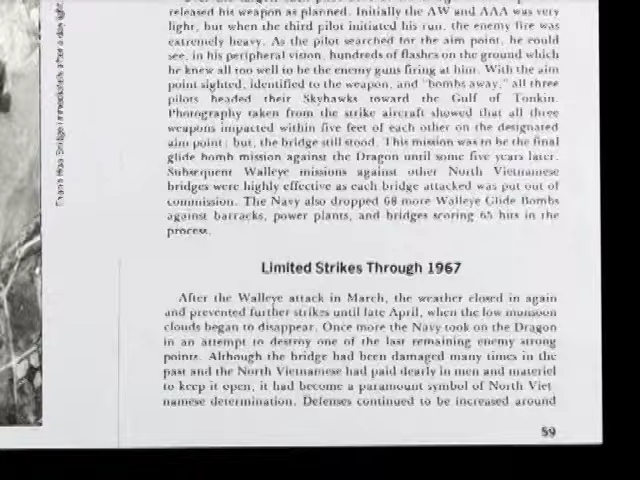 released his weapon as planned. Initially the AW and AAA was very
light, but when the third pilot initiated his run, the enemy fire was
extremely heavy. As the pilot searched for the aim point, he could
see, in his peripheral vision, hundreds of flashes on the ground which
he knew all too well to be the enemy guns firing at him. With the aim
point sighted, identified to the weapon, and "bombs away," all three
pilots headed their Skyhawks toward the Gulf of Tonkin.
Photography taken from the strike aircraft showed that all three
weapons impacted within five feet of each other on the designated
aim point; but, the bridge still stood. This mission was to be the final
glide bomb mission against the Dragon until some five years later.
Subsequent Walleye missions against other North Vietnamese
bridges were highly effective as each bridge attacked was put out of
commission. The Navy also dropped 68 more Walleye Glide Bombs
against barracks, power plants, and bridges scoring 65 hits in the
process.
Limited Strikes Through 1967
After the Walleye attack in March, the weather closed in again
and prevented further strikes until late April, when the low monsoon
clouds began to disappear. Once more the Navy took on the Dragon
in an attempt to destroy one of the last remaining enemy strong
points. Although the bridge had been damaged many times in the
past and the North Vietnamese had paid dearly in men and materiel
to keep it open, it had become a paramount symbol of North Viet-
namese determination. Defenses continued to be increased around
59
Thanh Hoa Bridge immediately after a day light